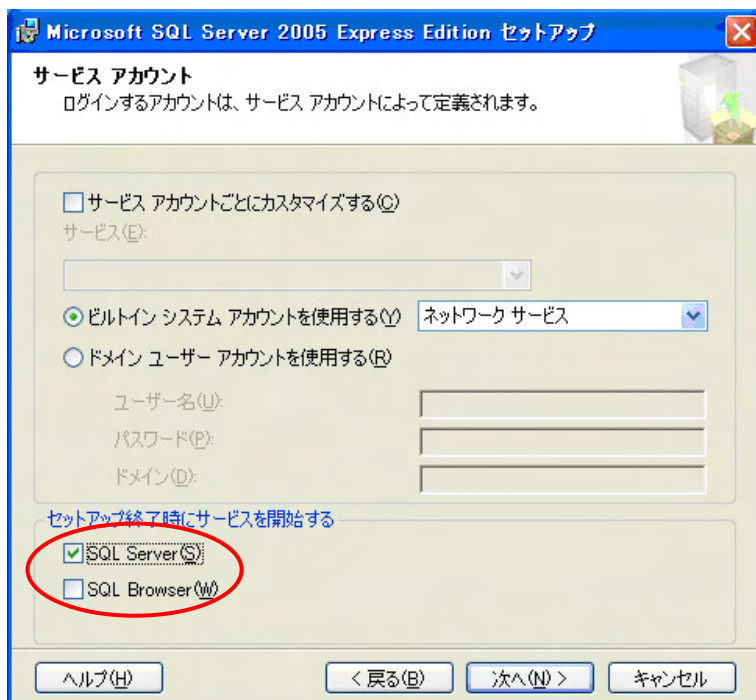 Microsoft SQL Server 2005 Express Edition セットアップ
サービス アカウント
ログインするアカウントは、サービス アカウントによって定義されます。
サービス アカウントごとにカスタマイズする(C)
サービス(E):
ビルトイン システム アカウントを使用する(Y) ネットワーク サービス
ドメイン ユーザー アカウントを使用する(R)
ユーザー名(U):
パスワード(P):
ドメイン(D):
セットアップ終了時にサービスを開始する
SQL Server(S)
SQL Browser(W)
ヘルプ(H) < 戻る(B) 次へ(N) > キャンセル